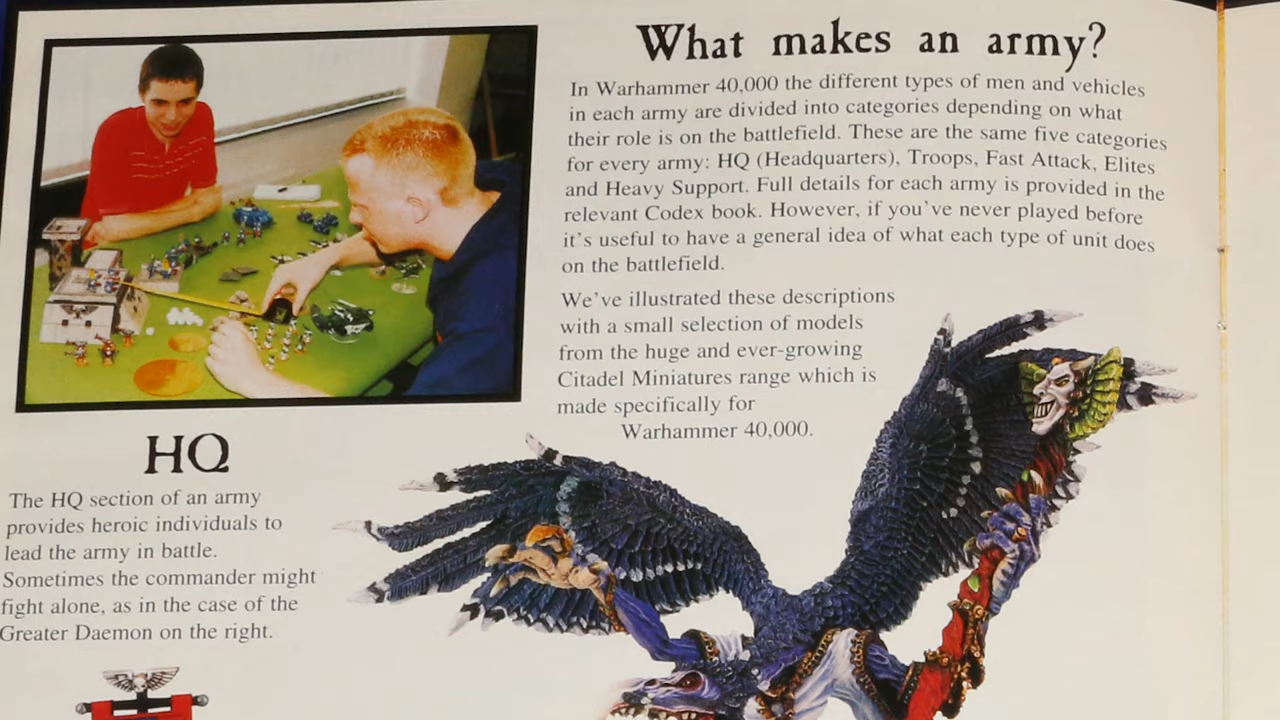 What makes an army?
In Warhammer 40,000 the different types of men and vehicles
in each army are divided into categories depending on what
their role is on the battlefield. These are the same five categories
for every army: HQ (Headquarters), Troops, Fast Attack, Elites
and Heavy Support. Full details for each army is provided in the
relevant Codex book. However, if you've never played before
it's useful to have a general idea of what each type of unit does
on the battlefield.
We've illustrated these descriptions
with a small selection of models
from the huge and ever-growing
Citadel Miniatures range which is
made specifically for
Warhammer 40,000.
HQ
The HQ section of an army
provides heroic individuals to
lead the army in battle.
Sometimes the commander might
fight alone, as in the case of the
Greater Daemon on the right.